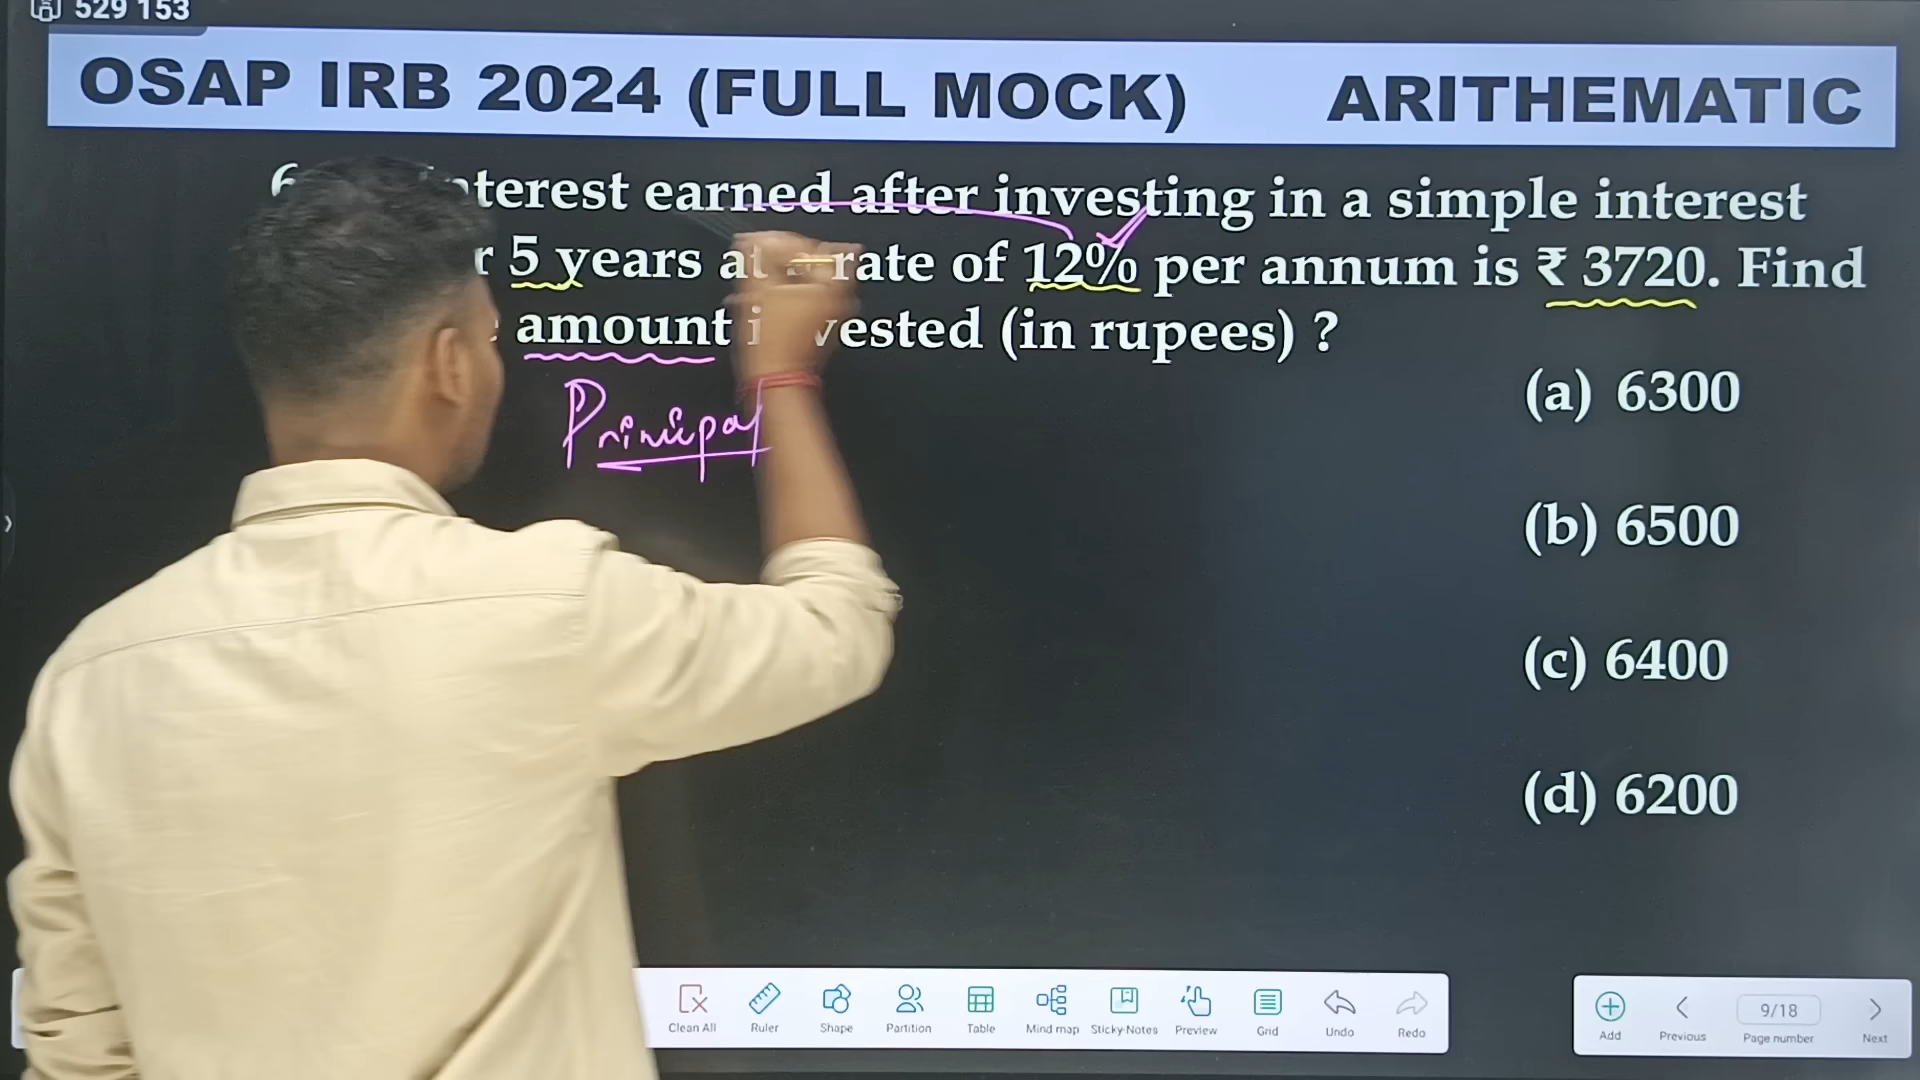 529 153
OSAP IRB 2024 (FULL MOCK) ARITHEMATIC
earned after investing in a simple interest
5 years at rate of 12% per annum is ₹ 3720. Find
amount (in rupees) ?
Principal
(a) 6300
(b) 6500
(c) 6400
(d) 6200
Clean All Ruler Shape Partition Table Mind map Sticky Notes Preview Grid Undo Redo
Add Previous 9/18 Page number Next